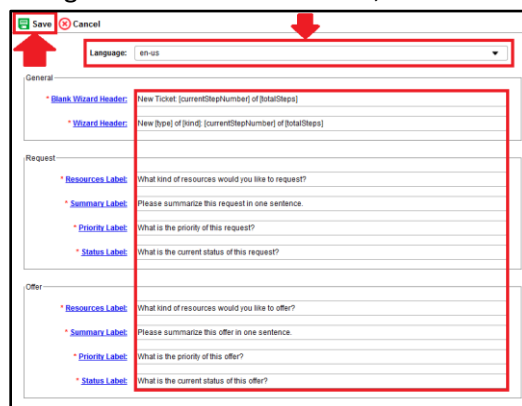 Save Cancel
Language: en-us
General
* Blank Wizard Header: New Ticket: [currentStepNumber] of [totalSteps]
* Wizard Header: New [type] of [kind]: [currentStepNumber] of [totalSteps]
Request
* Resources Label: What kind of resources would you like to request?
* Summary Label: Please summarize this request in one sentence.
* Priority Label: What is the priority of this request?
* Status Label: What is the current status of this request?
Offer
* Resources Label: What kind of resources would you like to offer?
* Summary Label: Please summarize this offer in one sentence.
* Priority Label: What is the priority of this offer?
* Status Label: What is the current status of this offer?